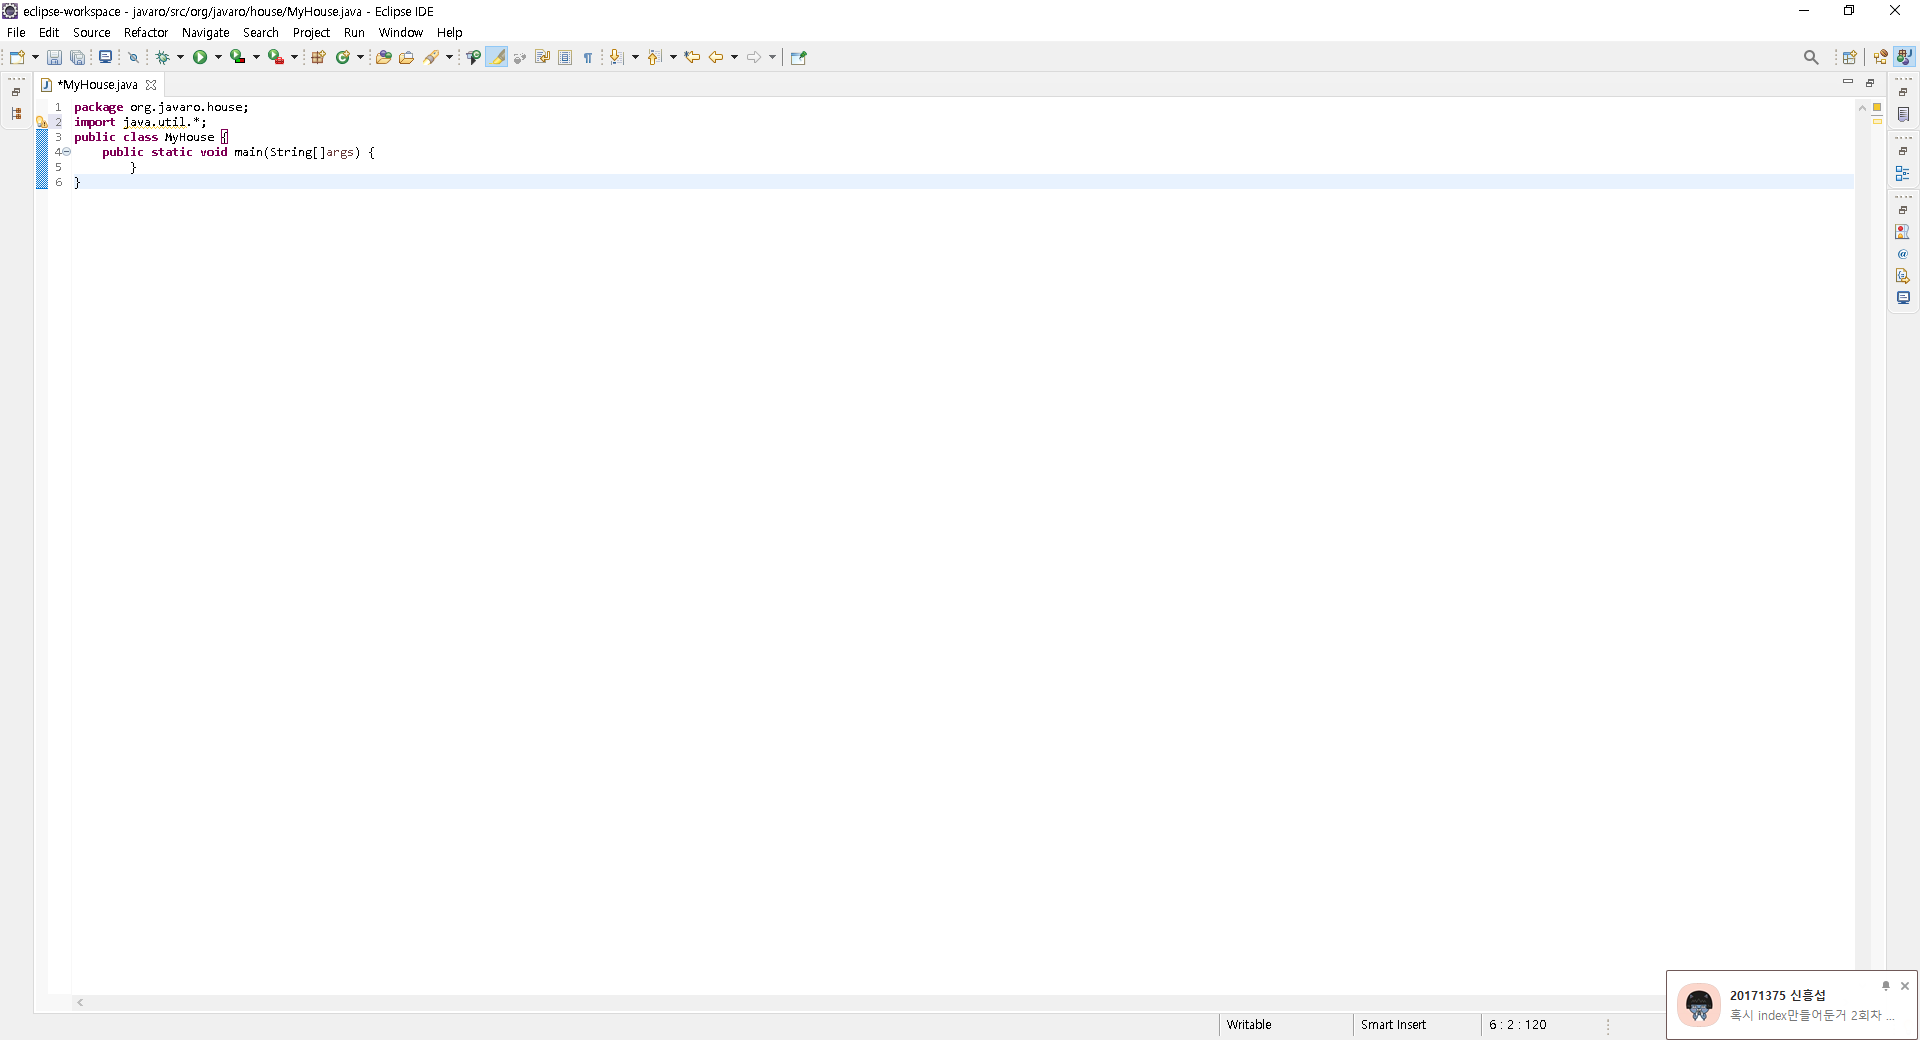 eclipse-workspace - javaro/src/org/javaro/house/MyHouse.java - Eclipse IDE
File Edit Source Refactor Navigate Search Project Run Window Help
*MyHouse.java
1 package org.javaro.house;
2 import java.util.*;
3 public class MyHouse {
4 public static void main(String[]args) {
5 }
6 }
Writable Smart Insert 6 : 2 : 120
20171375 신흥섭
혹시 index만들어둔거 2회차 ...